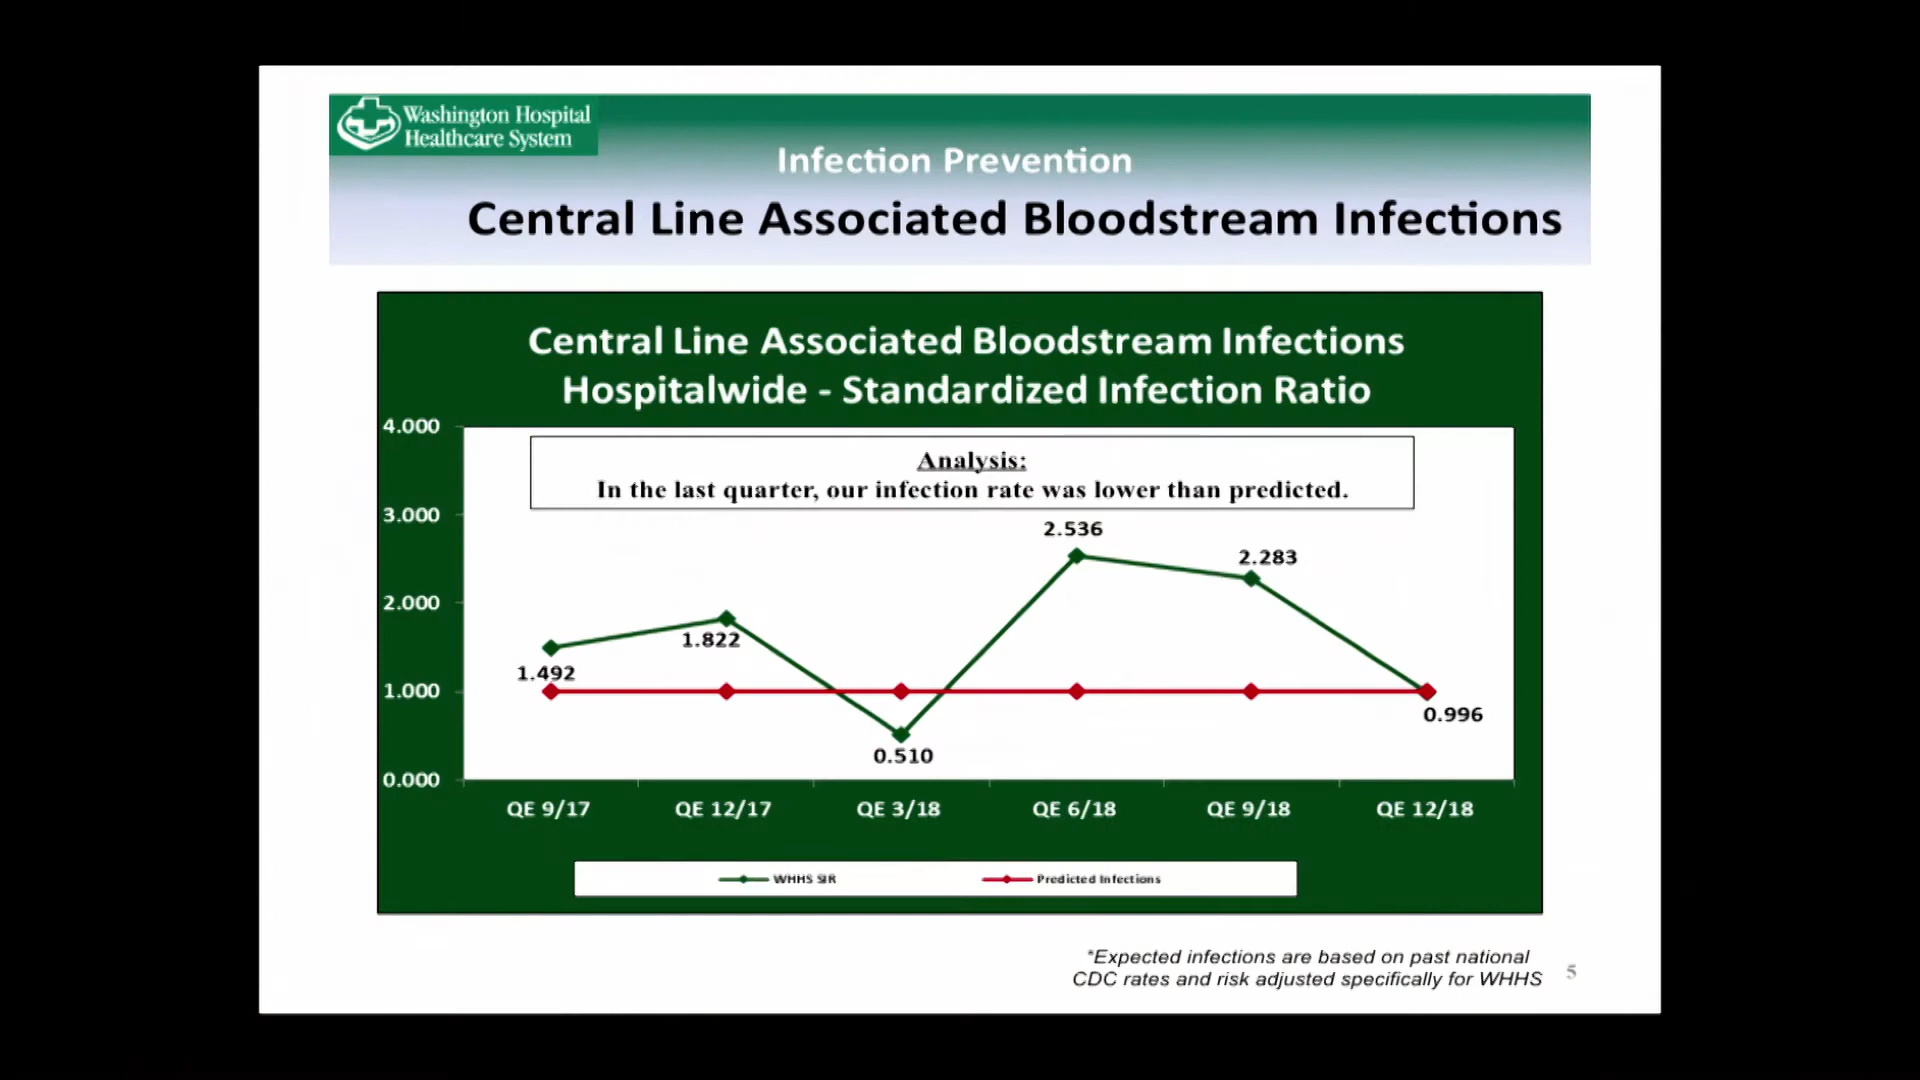 Washington Hospital
Healthcare System
Infection Prevention
Central Line Associated Bloodstream Infections
Central Line Associated Bloodstream Infections
Hospitalwide - Standardized Infection Ratio
4.000
Analysis:
In the last quarter, our infection rate was lower than predicted.
3.000
2.536
2.283
2.000
1.822
1.492
1.000
0.996
0.510
0.000
QE 9/17 QE 12/17 QE 3/18 QE 6/18 QE 9/18 QE 12/18
WHHS SIR Predicted Infections
*Expected infections are based on past national
CDC rates and risk adjusted specifically for WHHS
5